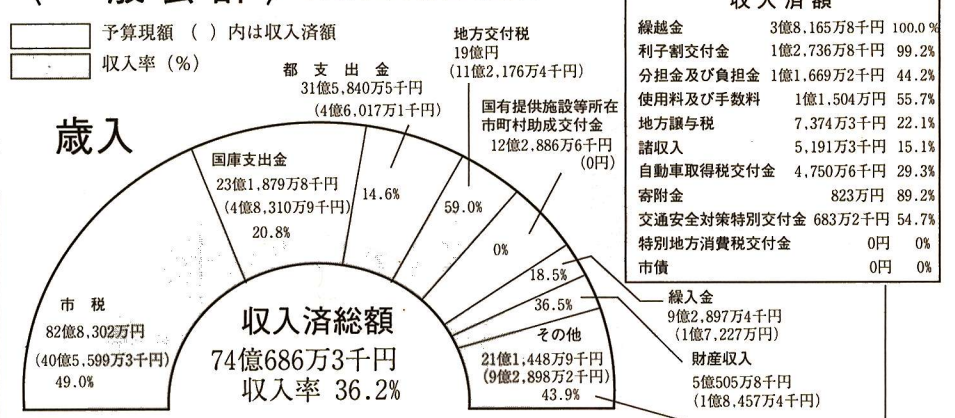 (一般会計)
予算現額 ( ) 内は収入済額
収入率 (%)
歳入
市 税
82億8,302万円
(40億5,599万3千円)
49.0%
国庫支出金
23億1,879万8千円
(4億8,310万9千円)
20.8%
都 支 出 金
31億5,840万5千円
(4億6,017万1千円)
14.6%
地方交付税
19億円
(11億2,176万4千円)
59.0%
国有提供施設等所在
市町村助成交付金
12億2,886万6千円
(0円)
0%
18.5%
繰入金
9億2,897万4千円
(1億7,227万円)
36.5%
財産収入
5億505万8千円
(1億8,457万4千円)
その他
21億1,448万9千円
(9億2,898万2千円)
43.9%
収入済総額
74億686万3千円
収入率 36.2%
収 入 済 額
繰越金 3億8,165万8千円 100.0%
利子割交付金 1億2,736万8千円 99.2%
分担金及び負担金 1億1,669万2千円 44.2%
使用料及び手数料 1億1,504万円 55.7%
地方譲与税 7,374万3千円 22.1%
諸収入 5,191万3千円 15.1%
自動車取得税交付金 4,750万6千円 29.3%
寄附金 823万円 89.2%
交通安全対策特別交付金 683万2千円 54.7%
特別地方消費税交付金 0円 0%
市債 0円 0%